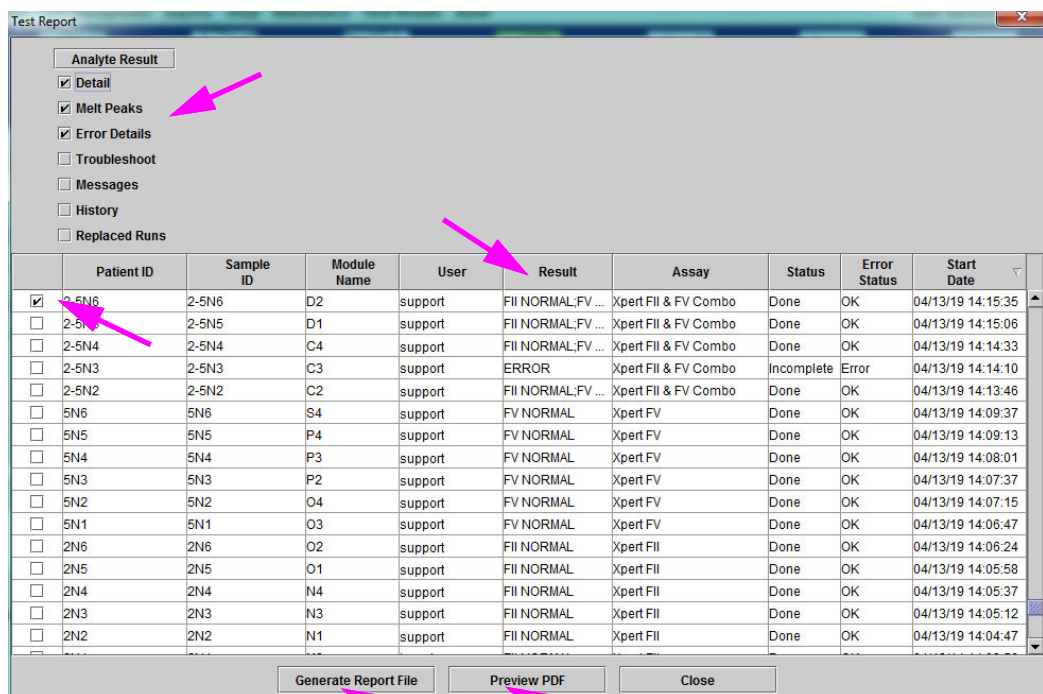 Test Report
Analyte Result
Detail
Melt Peaks
Error Details
Troubleshoot
Messages
History
Replaced Runs
Patient ID Sample ID Module Name User Result Assay Status Error Status Start Date
2-5N6 2-5N6 D2 support FII NORMAL;FV ... Xpert FII & FV Combo Done OK 04/13/19 14:15:35
2-5N5 D1 support FII NORMAL;FV ... Xpert FII & FV Combo Done OK 04/13/19 14:15:06
2-5N4 2-5N4 C4 support FII NORMAL;FV ... Xpert FII & FV Combo Done OK 04/13/19 14:14:33
2-5N3 2-5N3 C3 support ERROR Xpert FII & FV Combo Incomplete Error 04/13/19 14:14:10
2-5N2 2-5N2 C2 support FII NORMAL;FV ... Xpert FII & FV Combo Done OK 04/13/19 14:13:46
5N6 5N6 S4 support FV NORMAL Xpert FV Done OK 04/13/19 14:09:37
5N5 5N5 P4 support FV NORMAL Xpert FV Done OK 04/13/19 14:09:13
5N4 5N4 P3 support FV NORMAL Xpert FV Done OK 04/13/19 14:08:01
5N3 5N3 P2 support FV NORMAL Xpert FV Done OK 04/13/19 14:07:37
5N2 5N2 O4 support FV NORMAL Xpert FV Done OK 04/13/19 14:07:15
5N1 5N1 O3 support FV NORMAL Xpert FV Done OK 04/13/19 14:06:47
2N6 2N6 O2 support FII NORMAL Xpert FII Done OK 04/13/19 14:06:24
2N5 2N5 O1 support FII NORMAL Xpert FII Done OK 04/13/19 14:05:58
2N4 2N4 N4 support FII NORMAL Xpert FII Done OK 04/13/19 14:05:37
2N3 2N3 N3 support FII NORMAL Xpert FII Done OK 04/13/19 14:05:12
2N2 2N2 N1 support FII NORMAL Xpert FII Done OK 04/13/19 14:04:47
Generate Report File Preview PDF Close